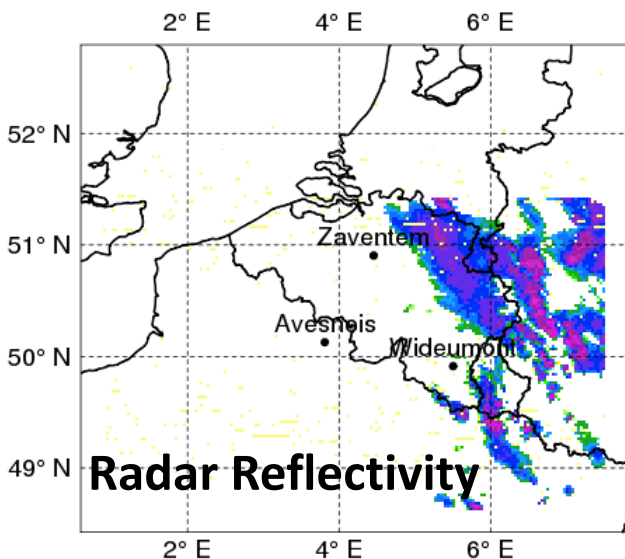 2° E 4° E 6° E
52° N
51° N
Zaventem
Avesnois
Wideumont
50° N
49° N
Radar Reflectivity
2° E 4° E 6° E